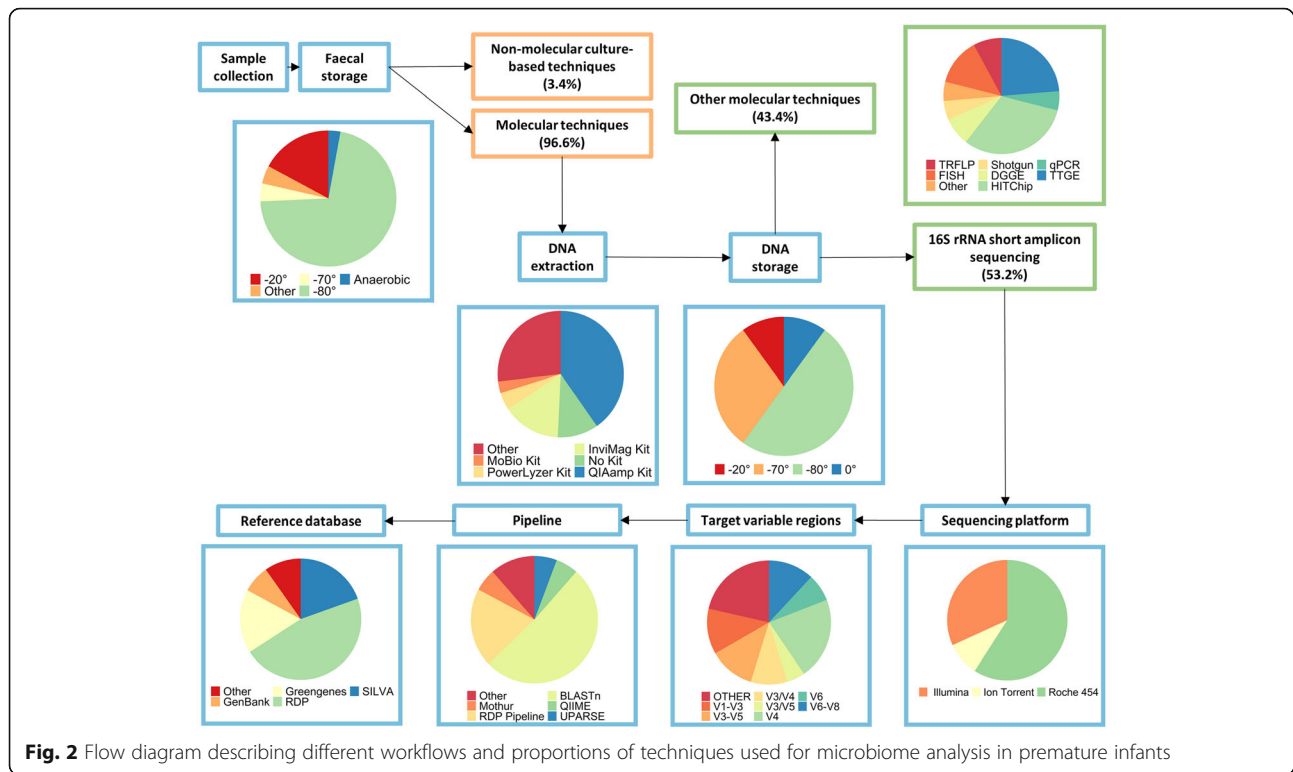 Sample
collection
Faecal
storage
Non-molecular culture-
based techniques
(3.4%)
Molecular techniques
(96.6%)
Other molecular techniques
(43.4%)
TRFLP Shotgun qPCR
FISH DGGE TTGE
Other HITChip
-20° -70° Anaerobic
Other -80°
DNA
extraction
DNA
storage
16S rRNA short amplicon
sequencing
(53.2%)
Other InviMag Kit
MoBio Kit No Kit
PowerLyzer Kit QIAamp Kit
-20° -70° -80° 0°
Reference database
Pipeline
Target variable regions
Sequencing platform
Other Greengenes SILVA
GenBank RDP
Other BLASTn
Mothur QIIME
RDP Pipeline UPARSE
OTHER V3/V4 V6
V1-V3 V3/V5 V6-V8
V3-V5 V4
Illumina Ion Torrent Roche 454
Fig. 2 Flow diagram describing different workflows and proportions of techniques used for microbiome analysis in premature infants